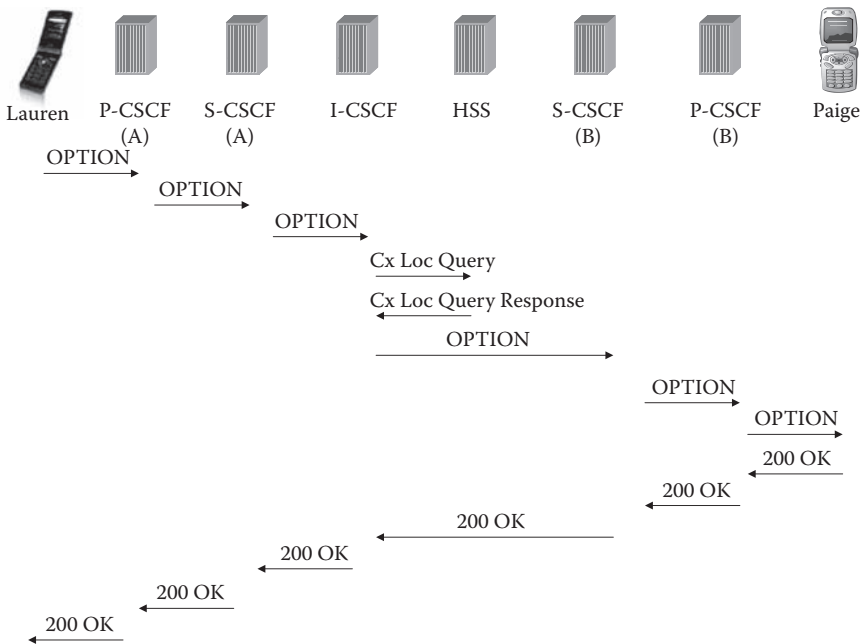 Lauren P-CSCF S-CSCF I-CSCF HSS S-CSCF P-CSCF Paige
(A) (A) (B) (B)
OPTION
OPTION
OPTION
Cx Loc Query
Cx Loc Query Response
OPTION
OPTION
OPTION
200 OK
200 OK
200 OK
200 OK
200 OK
200 OK